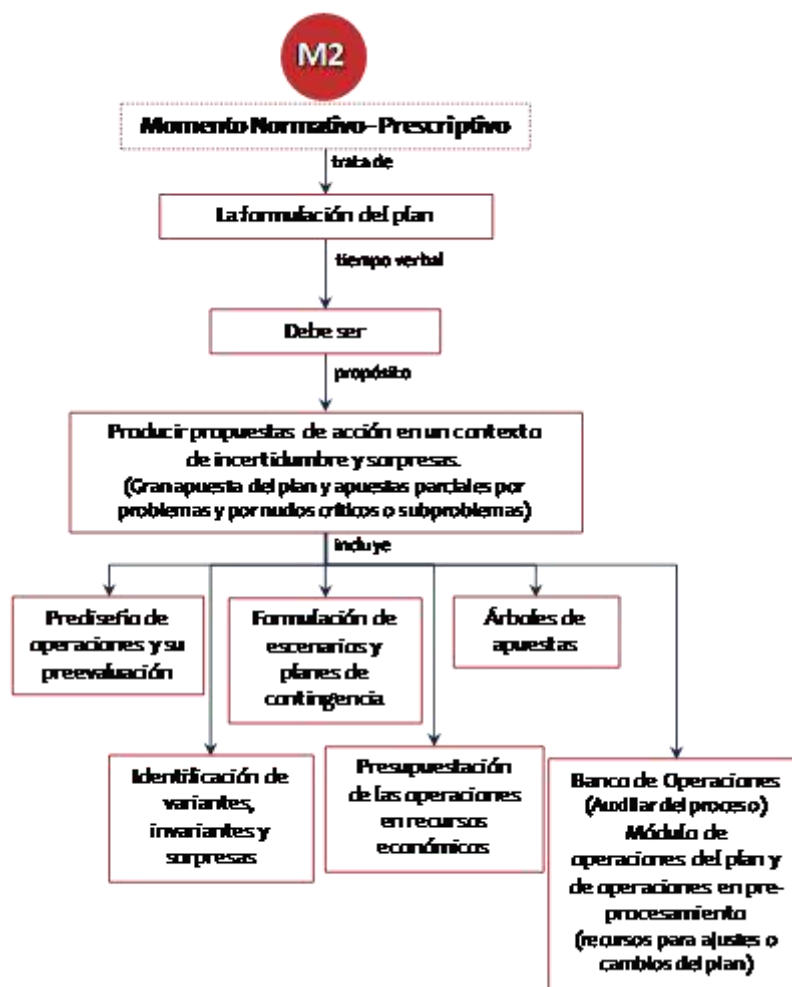 M2
Momento Normativo-Prescriptivo
trata de
La formulación del plan
tiempo verbal
Debe ser
propósito
Producir propuestas de acción en un contexto
de incertidumbre y sorpresas.
(Gran apuesta del plan y apuestas parciales por
problemas y por nudos críticos o subproblemas)
incluye
Prediseño de
operaciones y su
preevaluación
Formulación de
escenarios y
planes de
contingencia
Árboles de
apuestas
Identificación de
variantes,
invariantes y
sorpresas
Presupuestación
de las operaciones
en recursos
económicos
Banco de Operaciones
(Auxiliar del proceso)
Módulo de
operaciones del plan y
de operaciones en pre-
procesamiento
(recursos para ajustes o
cambios del plan)